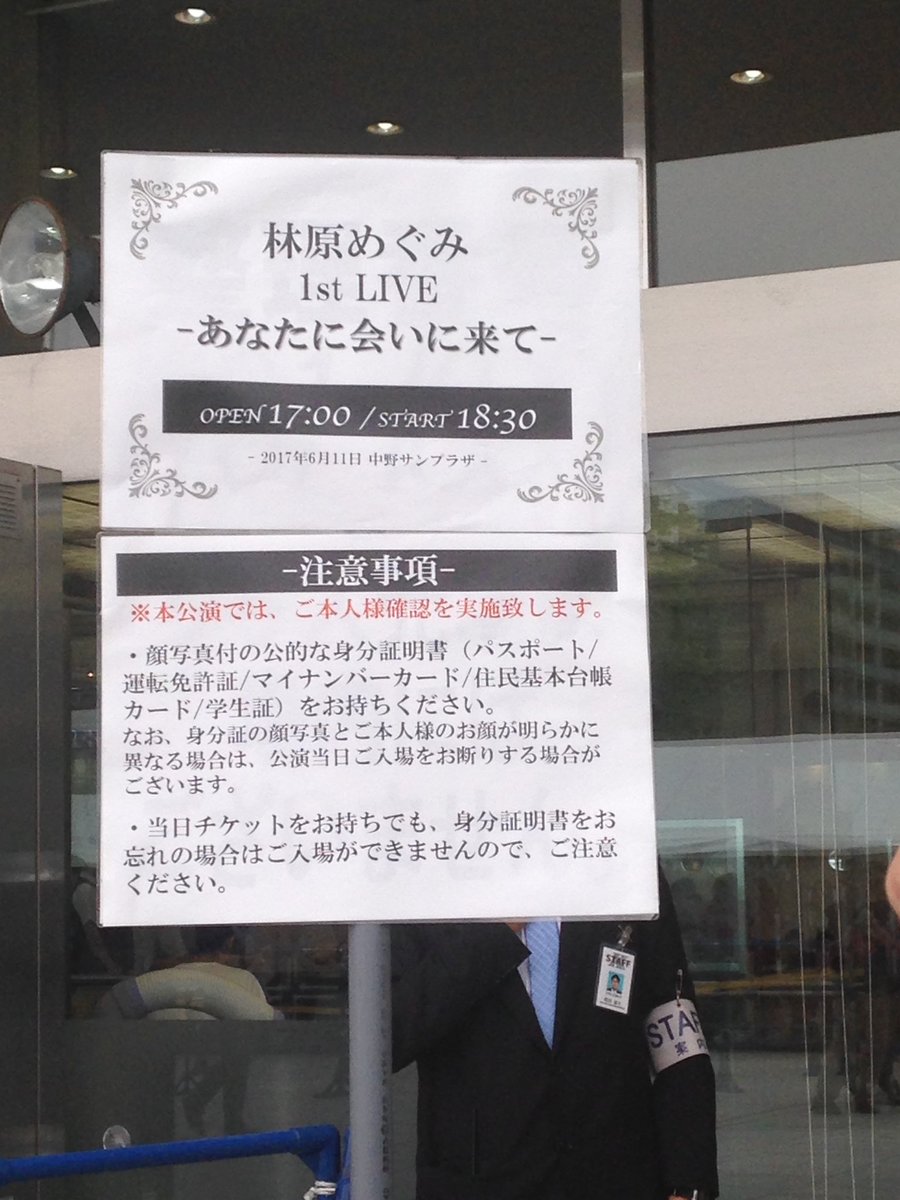 林原めぐみ
1st LIVE
-あなたに会いに来て-
OPEN 17:00 / START 18:30
- 2017年6月11日 中野サンプラザ -
-注意事項-
※本公演では、ご本人様確認を実施致します。
・顔写真付の公的な身分証明書（パスポート/
運転免許証/マイナンバーカード/住民基本台帳
カード/学生証）をお持ちください。
なお、身分証の顔写真とご本人様のお顔が明らかに
異なる場合は、公演当日ご入場をお断りする場合が
ございます。
・当日チケットをお持ちでも、身分証明書をお
忘れの場合はご入場ができませんので、ご注意
ください。
STAFF
STAF
案内